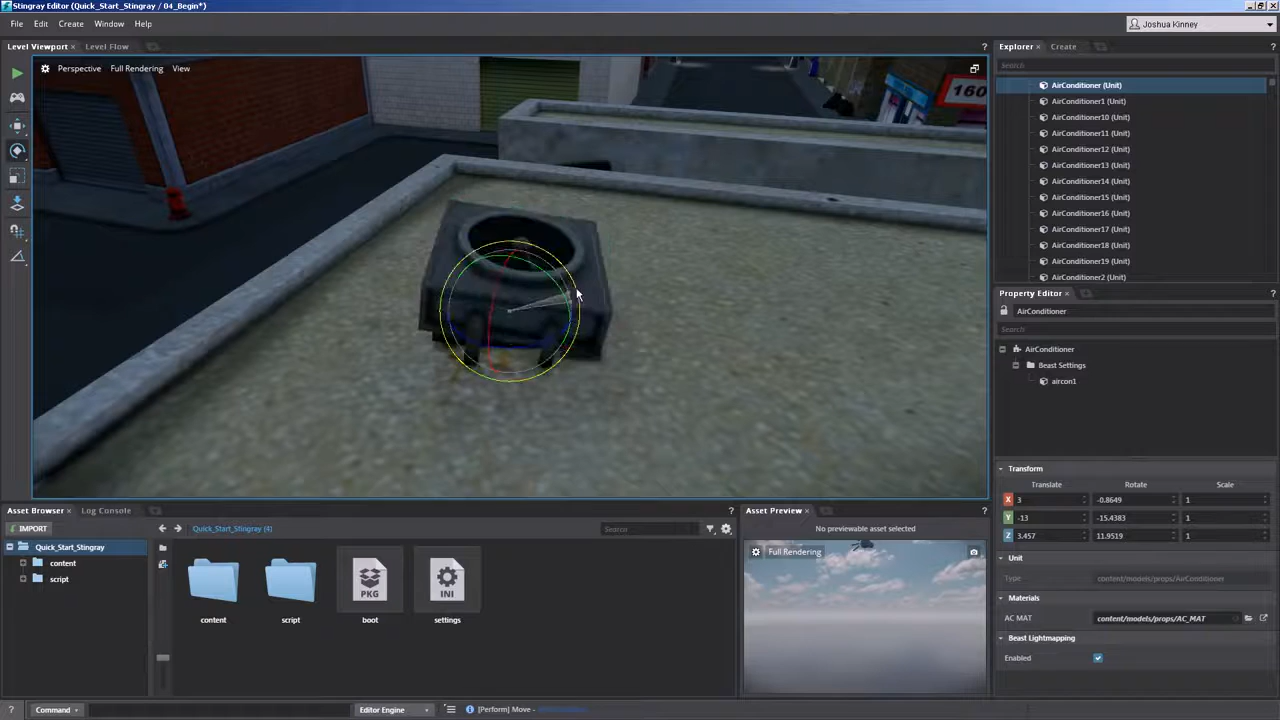 Stingray Editor (Quick_Start_Stingray / 04_Begin*)
File Edit Create Window Help
Joshua Kinney
Level Viewport × Level Flow
?
Explorer × Create
?
Perspective Full Rendering View
Search
160
AirConditioner (Unit)
AirConditioner1 (Unit)
AirConditioner10 (Unit)
AirConditioner11 (Unit)
AirConditioner12 (Unit)
AirConditioner13 (Unit)
AirConditioner14 (Unit)
AirConditioner15 (Unit)
AirConditioner16 (Unit)
AirConditioner17 (Unit)
AirConditioner18 (Unit)
AirConditioner19 (Unit)
AirConditioner2 (Unit)
Property Editor ×
?
AirConditioner
Search
AirConditioner
Beast Settings
aircon1
Transform
Translate Rotate Scale
X 3 -0.8649 1
Y -13 -15.4383 1
Z 3.457 11.9519 1
Unit
Type content/models/props/AirConditioner
Materials
AC MAT content/models/props/AC_MAT
Beast Lightmapping
Enabled
Asset Browser × Log Console
?
IMPORT
Quick_Start_Stingray (4)
Search
Quick_Start_Stingray
content
script
content
script
PKG
boot
INI
settings
Asset Preview ×
?
No previewable asset selected
Full Rendering
? Command
Editor Engine
[Perform] Move -